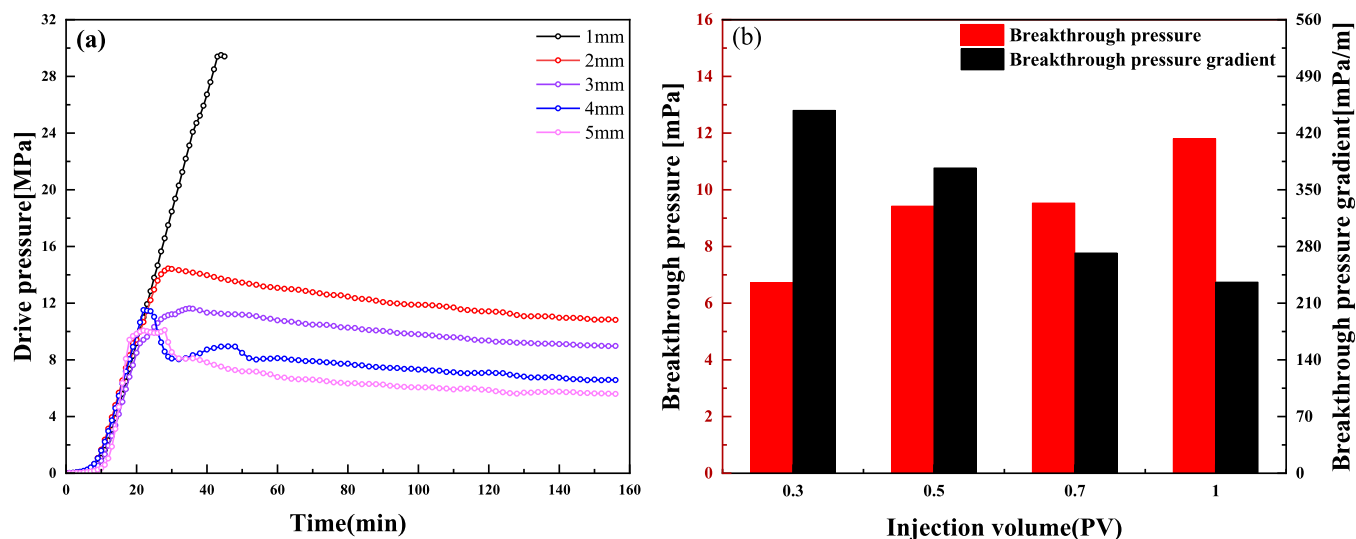 (a)
1mm
2mm
3mm
4mm
5mm
Drive pressure[MPa]
32
28
24
20
16
12
8
4
0
0 20 40 60 80 100 120 140 160
Time(min)
(b)
Breakthrough pressure
Breakthrough pressure gradient
Breakthrough pressure [mPa]
16
14
12
10
8
6
4
2
0
560
490
420
350
280
210
140
70
0
Breakthrough pressure gradient[mPa/m]
0.3 0.5 0.7 1
Injection volume(PV)